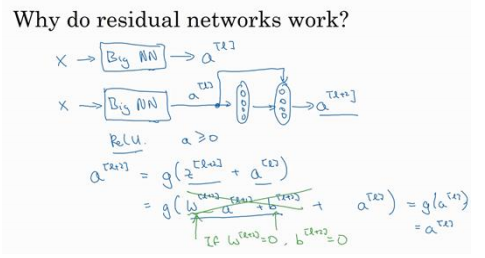 Why do residual networks work?
X → Big NN → a^[l]
X → Big NN → a^[l] → → a^[l+2]
ReLU. a ≥ 0
a^[l+2] = g(z^[l+2] + a^[l])
= g(W^[l+2] a^[l+1] + b^[l+2] + a^[l]) = g(a^[l])
= a^[l]
If W^[l+2] = 0, b^[l+2] = 0